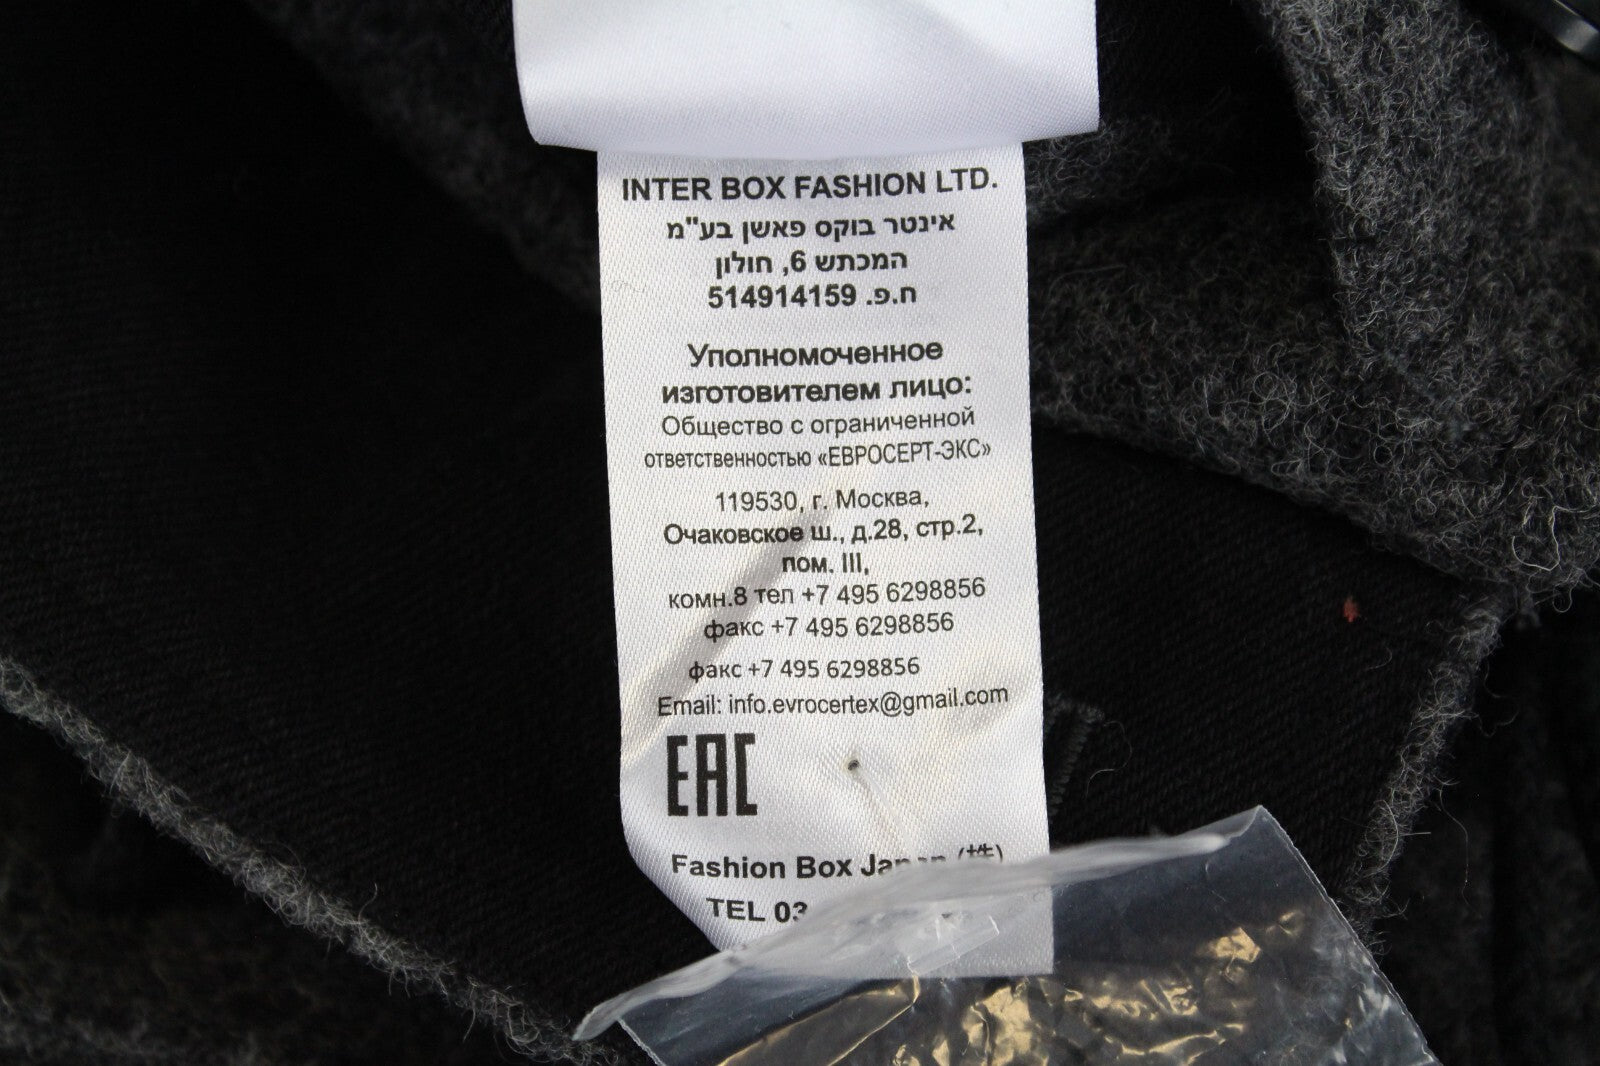 INTER BOX FASHION LTD.
אינטר בוקס פאשן בע"מ
המכתש 6, חולון
ח.פ. 514914159
Уполномоченное
изготовителем лицо:
Общество с ограниченной
ответственностью «ЕВРОСЕРТ-ЭКС»
119530, г. Москва,
Очаковское ш., д.28, стр.2,
пом. III,
комн.8 тел +7 495 6298856
факс +7 495 6298856
факс +7 495 6298856
Email: info.evrocertex@gmail.com
EAC
Fashion Box Japan (株)
TEL 03